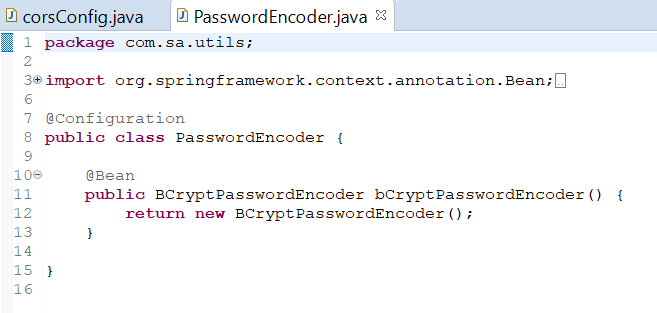 corsConfig.java PasswordEncoder.java
1 package com.sa.utils;
2
3 import org.springframework.context.annotation.Bean;
6
7 @Configuration
8 public class PasswordEncoder {
9
10 @Bean
11 public BCryptPasswordEncoder bCryptPasswordEncoder() {
12 return new BCryptPasswordEncoder();
13 }
14
15 }
16